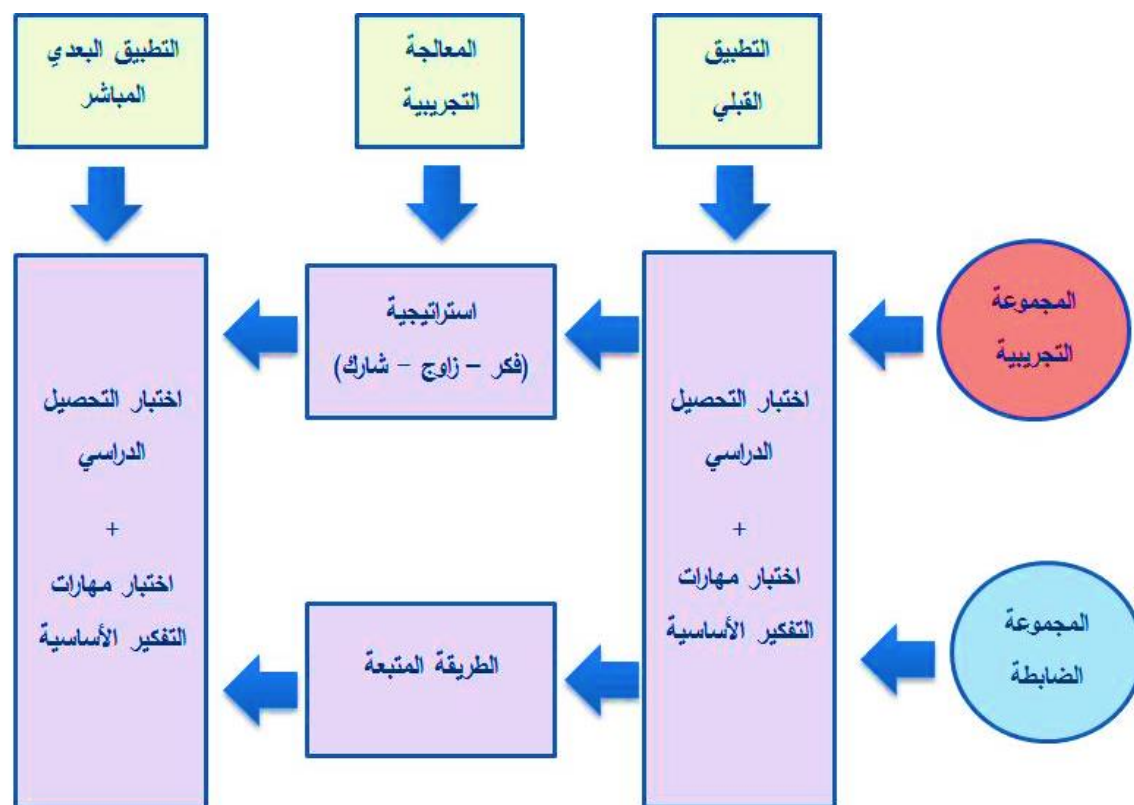 التطبيق
القبلي
المعالجة
التجريبية
التطبيق البعدي
المباشر
المجموعة
التجريبية
اختبار التحصيل
الدراسي
+
اختبار مهارات
التفكير الأساسية
استراتيجية
(فكر – زاوج – شارك)
اختبار التحصيل
الدراسي
+
اختبار مهارات
التفكير الأساسية
المجموعة
الضابطة
الطريقة المتبعة